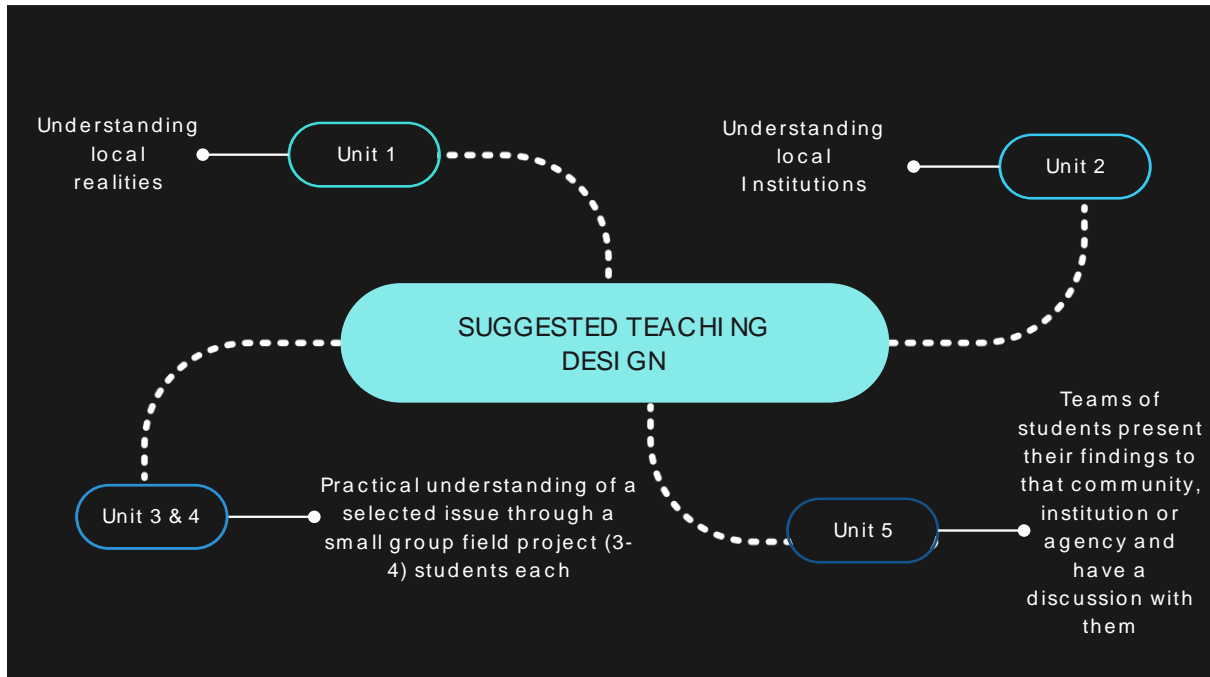 Understanding
local
realities
Unit 1
Understanding
local
Institutions
Unit 2
SUGGESTED TEACHING
DESIGN
Unit 3 & 4
Practical understanding of a
selected issue through a
small group field project (3-
4) students each
Unit 5
Teams of
students present
their findings to
that community,
institution or
agency and
have a
discussion with
them